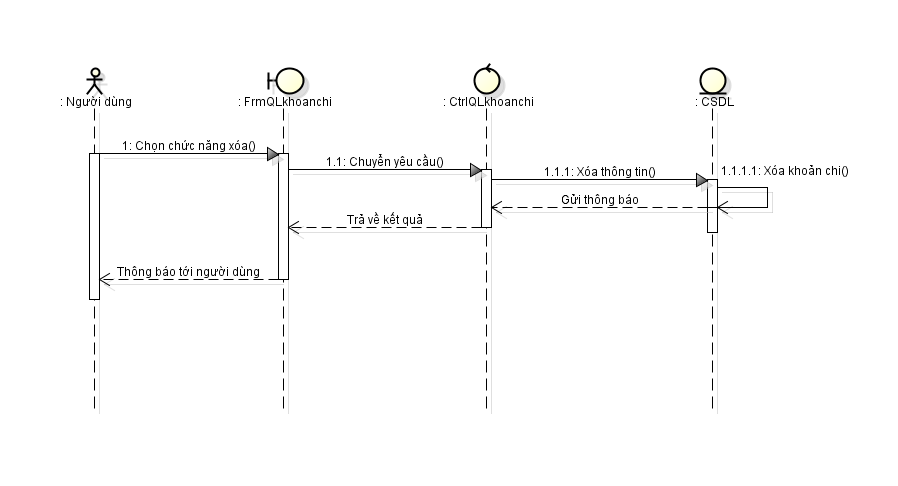 : Người dùng
: FrmQLkhoanchi
: CtrlQLkhoanchi
: CSDL
1: Chọn chức năng xóa()
1.1: Chuyển yêu cầu()
1.1.1: Xóa thông tin()
1.1.1.1: Xóa khoản chi()
Gửi thông báo
Trả về kết quả
Thông báo tới người dùng